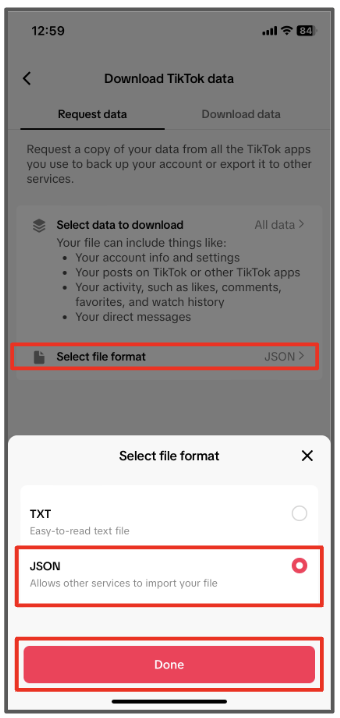 12:59
84
Download TikTok data
Request data
Download data
Request a copy of your data from all the TikTok apps
you use to back up your account or export it to other
services.
Select data to download
All data
Your file can include things like:
• Your account info and settings
• Your posts on TikTok or other TikTok apps
• Your activity, such as likes, comments,
favorites, and watch history
• Your direct messages
Select file format
JSON
Select file format
TXT
Easy-to-read text file
JSON
Allows other services to import your file
Done